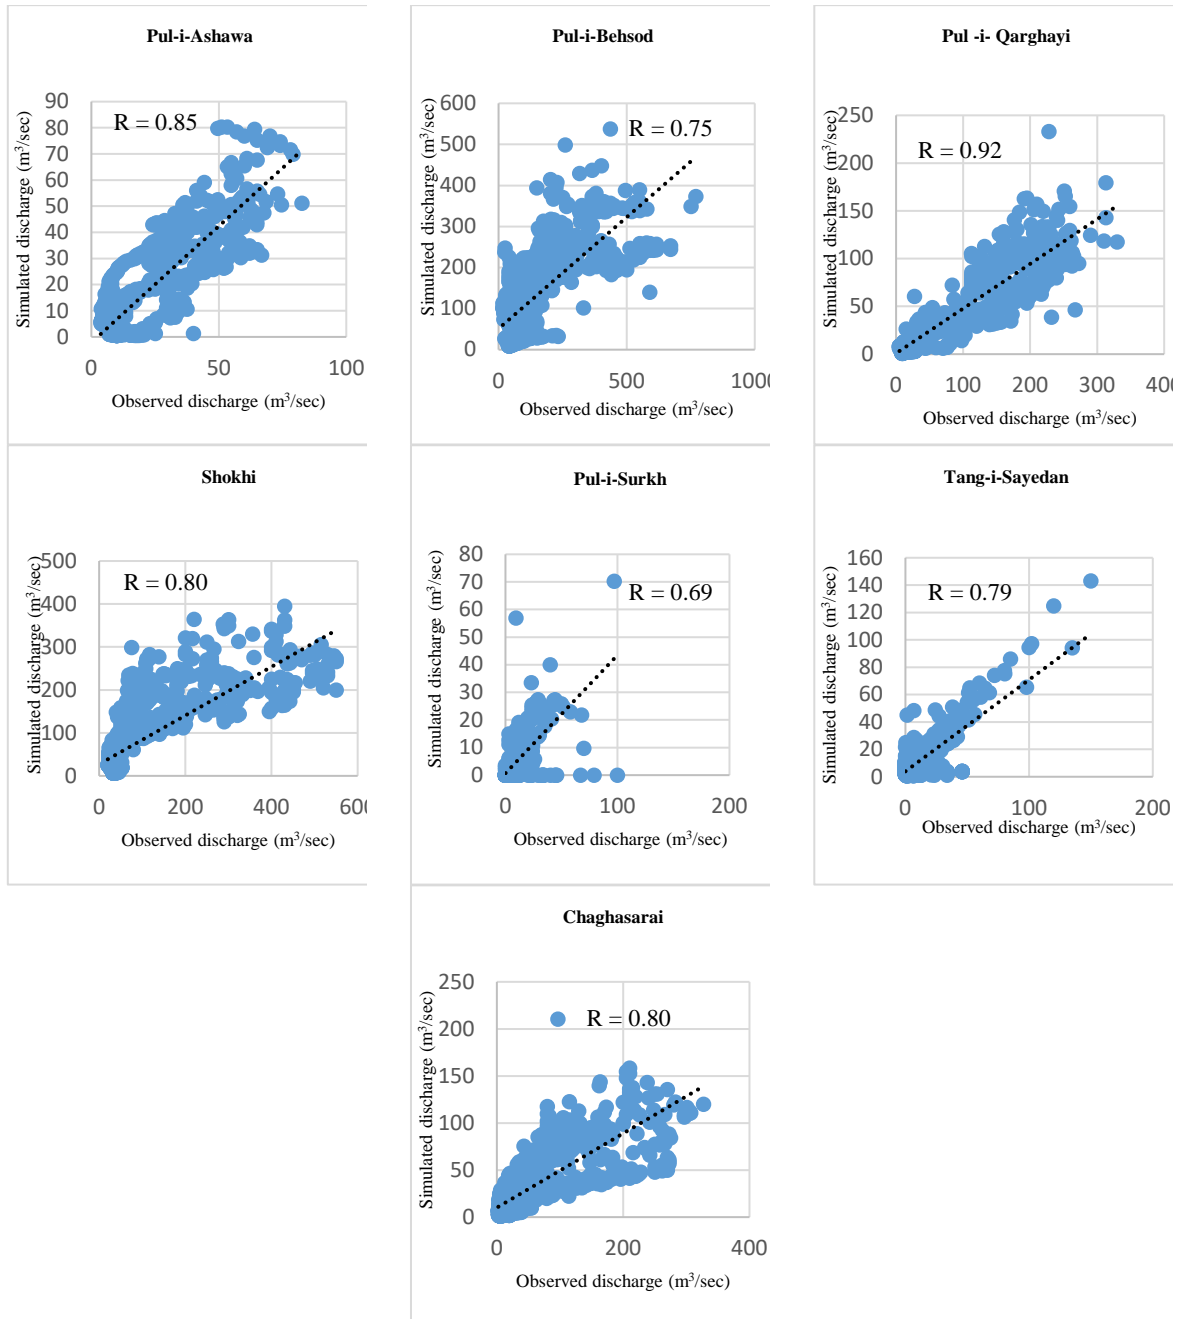 Pul-i-Ashawa
Simulated discharge (m³/sec)
90
80
70
60
50
40
30
20
10
0
R = 0.85
0 50 100
Observed discharge (m³/sec)
Pul-i-Behsod
Simulated discharge (m³/sec)
600
500
400
300
200
100
0
R = 0.75
0 500 1000
Observed discharge (m³/sec)
Pul -i- Qarghayi
Simulated discharge (m³/sec)
250
200
150
100
50
0
R = 0.92
0 100 200 300 400
Observed discharge (m³/sec)
Shokhi
Simulated discharge (m³/sec)
500
400
300
200
100
0
R = 0.80
0 200 400 600
Observed discharge (m³/sec)
Pul-i-Surkh
Simulated discharge (m³/sec)
80
70
60
50
40
30
20
10
0
R = 0.69
0 100 200
Observed discharge (m³/sec)
Tang-i-Sayedan
Simulated discharge (m³/sec)
160
140
120
100
80
60
40
20
0
R = 0.79
0 100 200
Observed discharge (m³/sec)
Chaghasarai
Simulated discharge (m³/sec)
250
200
150
100
50
0
R = 0.80
0 200 400
Observed discharge (m³/sec)